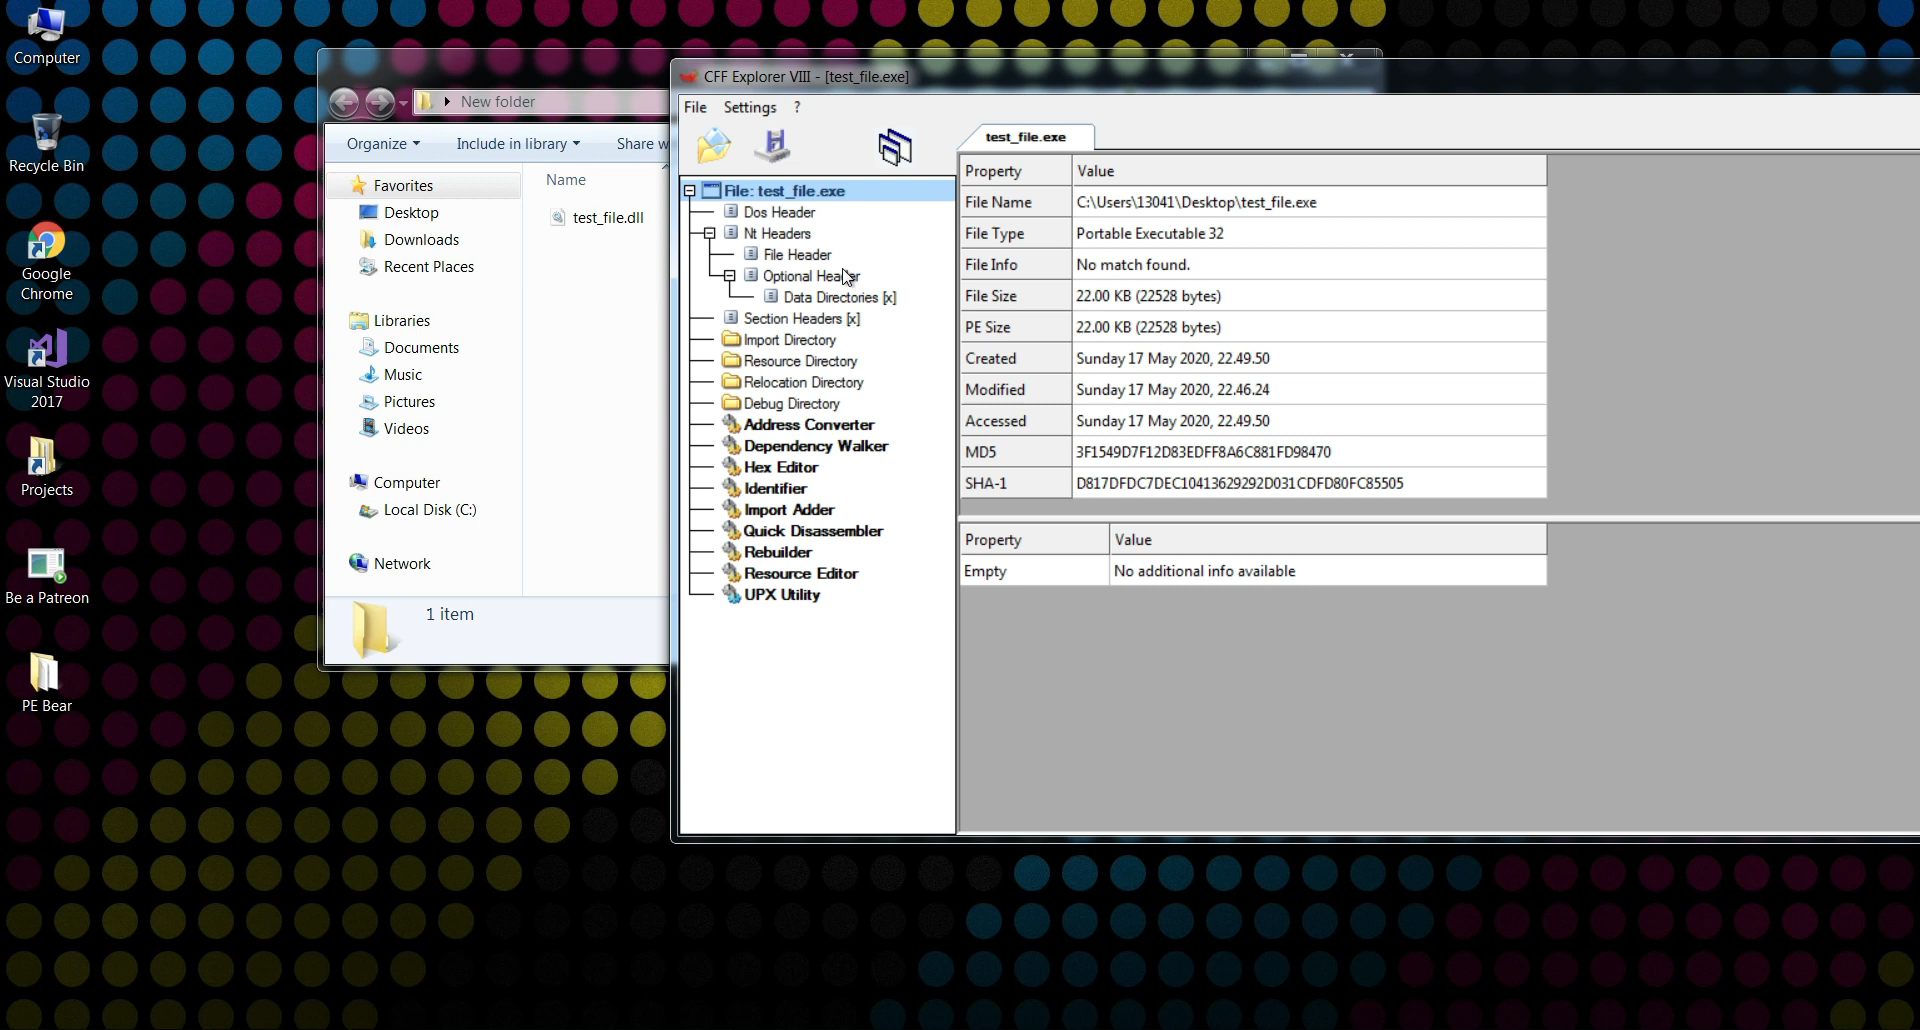 Computer
Recycle Bin
Google
Chrome
Visual Studio
2017
Projects
Be a Patreon
PE Bear
New folder
Organize
Include in library
Share w
Favorites
Desktop
Downloads
Recent Places
Libraries
Documents
Music
Pictures
Videos
Computer
Local Disk (C:)
Network
Name
test_file.dll
1 item
CFF Explorer VIII - [test_file.exe]
File Settings ?
File: test_file.exe
Dos Header
Nt Headers
File Header
Optional Header
Data Directories [x]
Section Headers [x]
Import Directory
Resource Directory
Relocation Directory
Debug Directory
Address Converter
Dependency Walker
Hex Editor
Identifier
Import Adder
Quick Disassembler
Rebuilder
Resource Editor
UPX Utility
test_file.exe
Property Value
File Name C:\Users\13041\Desktop\test_file.exe
File Type Portable Executable 32
File Info No match found.
File Size 22.00 KB (22528 bytes)
PE Size 22.00 KB (22528 bytes)
Created Sunday 17 May 2020, 22.49.50
Modified Sunday 17 May 2020, 22.46.24
Accessed Sunday 17 May 2020, 22.49.50
MD5 3F1549D7F12D83EDFF8A6C881FD98470
SHA-1 D817DFDC7DEC10413629292D031CDFD80FC85505
Property Value
Empty No additional info available